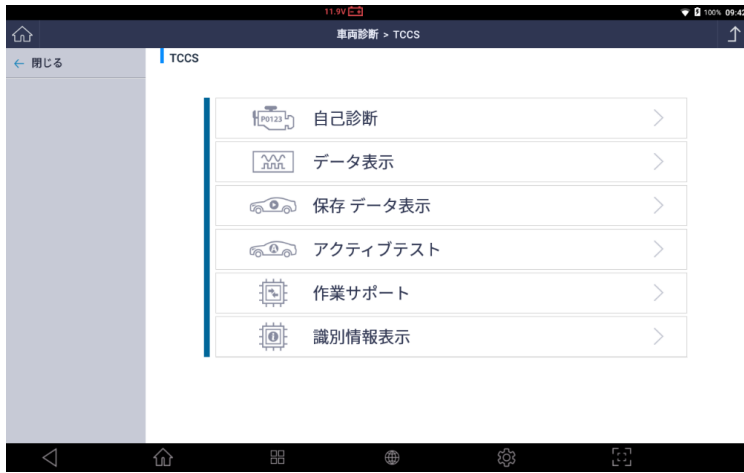 11.9V
100% 09:42
車両診断 > TCCS
← 閉じる
TCCS
P0123 自己診断
データ表示
保存 データ表示
アクティブテスト
作業サポート
識別情報表示